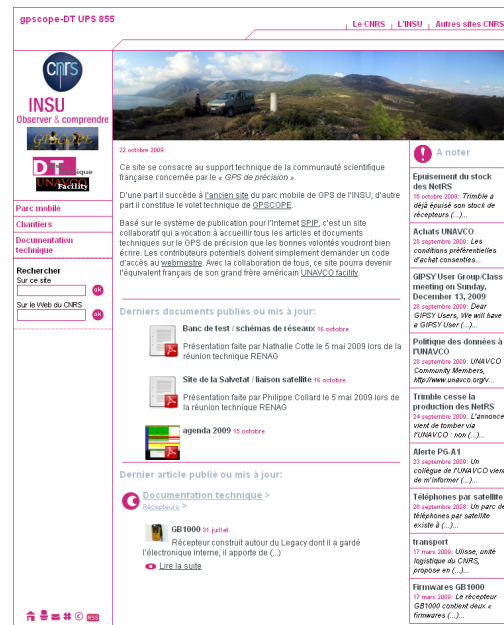 gpscope-DT UPS 855
Le CNRS
L'INSU
Autres sites CNRS
cnrs
INSU
Observer & comprendre
GPSCOPE
DT
UNAVCO
Facility
Parc mobile
Chantiers
Documentation
technique
Rechercher
Sur ce site
ok
Sur le Web du CNRS
ok
RSS
22 octobre 2009
Ce site se consacre au support technique de la communauté scientifique
française concernée par le « GPS de précision ».
D'une part il succède à l'ancien site du parc mobile de GPS de l'INSU, d'autre
part il constitue le volet technique de GPSCOPE.
Basé sur le système de publication pour l'Internet SPIP, c'est un site
collaboratif qui a vocation à accueillir tous les articles et documents
techniques sur le GPS de précision que les bonnes volontés voudront bien
écrire. Les contributeurs potentiels doivent simplement demander un code
d'accès au webmestre. Avec la collaboration de tous, ce site pourra devenir
l'équivalent français de son grand frère américain UNAVCO facility.
Derniers documents publiés ou mis à jour:
Banc de test / schémas de réseaux 16 octobre
Présentation faite par Nathalie Cotte le 5 mai 2009 lors de la
réunion technique RENAG
Site de la Salvetat / liaison satellite 16 octobre
Présentation faite par Philippe Collard le 5 mai 2009 lors de
la réunion technique RENAG
agenda 2009 15 octobre
Dernier article publié ou mis à jour:
Documentation technique >
Récepteurs >
GB1000 31 juillet
Récepteur construit autour du Legacy dont il a gardé
l'électronique interne, il apporte de (...)
Lire la suite
A noter
Epuisement du stock
des NetRS
16 octobre 2009: Trimble a
déjà épuisé son stock de
récepteurs (...)...
Achats UNAVCO
28 septembre 2009: Les
conditions préférentielles
d'achat consenties...
GIPSY User Group/Class
meeting on Sunday,
December 13, 2009
28 septembre 2009: Dear
GIPSY Users, We will have
a GIPSY User (...)...
Politique des données à
l'UNAVCO
28 septembre 2009: UNAVCO
Community Members,
http://www.unavco.org/v...
Trimble cesse la
production des NetRS
24 septembre 2009: L'annonce
vient de tomber via
l'UNAVCO : non (...)...
Alerte PG-A1
23 septembre 2009: Un
collègue de l'UNAVCO vient
de m'informer (...)...
Téléphones par satellite
26 septembre 2008: Un parc de
téléphones par satellite
existe à (...)...
transport
17 mars 2009: Ulisse, unité
logistique du CNRS,
propose en (...)...
Firmwares GB1000
17 mars 2009: Le récepteur
GB1000 contient deux «
firmwares (...)...